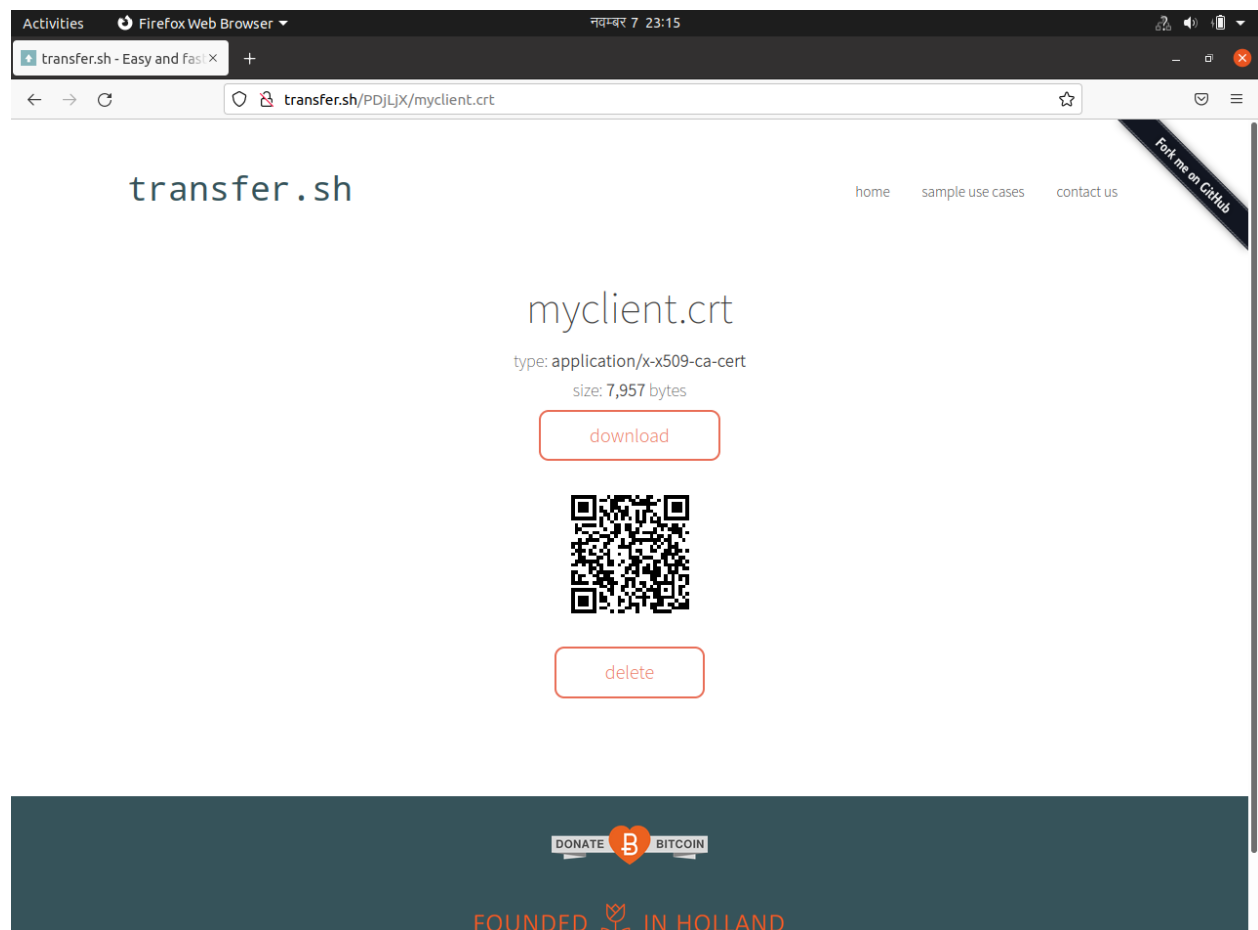 Activities Firefox Web Browser नवम्बर 7 23:15
transfer.sh - Easy and fast
transfer.sh/PDjLjX/myclient.crt
Fork me on GitHub
transfer.sh home sample use cases contact us
myclient.crt
type: application/x-x509-ca-cert
size: 7,957 bytes
download
delete
DONATE BITCOIN
FOUNDED IN HOLLAND